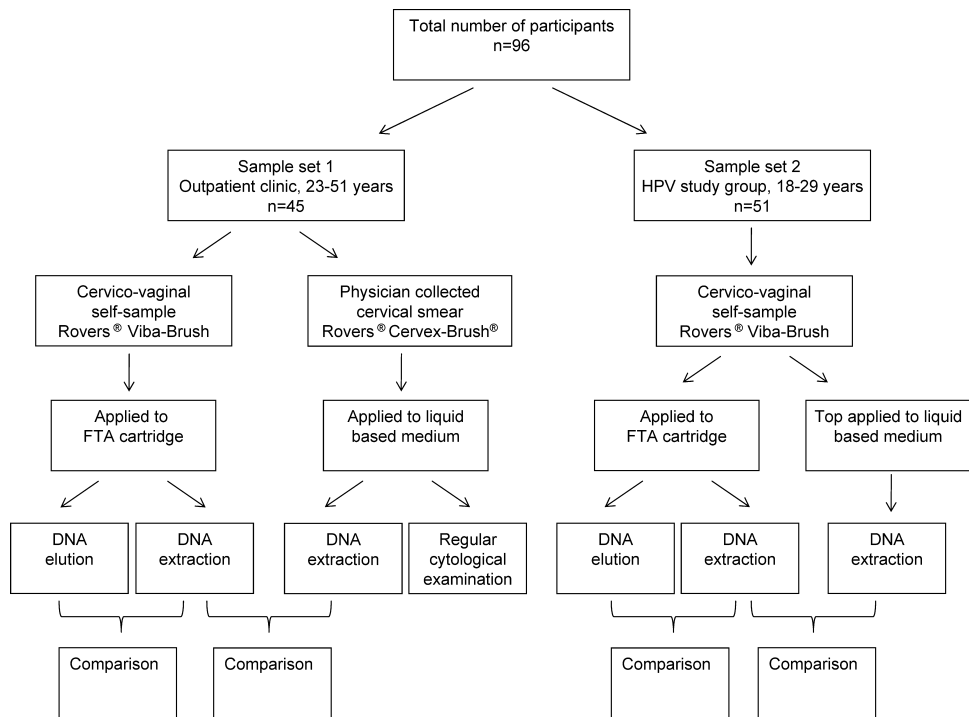 Total number of participants
n=96
Sample set 1
Outpatient clinic, 23-51 years
n=45
Sample set 2
HPV study group, 18-29 years
n=51
Cervico-vaginal
self-sample
Rovers ® Viba-Brush
Physician collected
cervical smear
Rovers ® Cervex-Brush®
Cervico-vaginal
self-sample
Rovers ® Viba-Brush
Applied to
FTA cartridge
Applied to liquid
based medium
Applied to
FTA cartridge
Top applied to liquid
based medium
DNA
elution
DNA
extraction
DNA
extraction
Regular
cytological
examination
DNA
elution
DNA
extraction
DNA
extraction
Comparison
Comparison
Comparison
Comparison